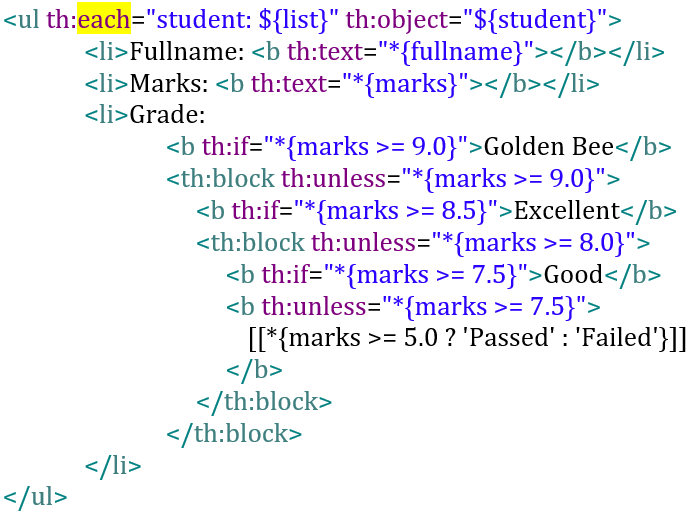 <ul th:each="student: ${list}" th:object="${student}">
<li>Fullname: <b th:text="*{fullname}"></b></li>
<li>Marks: <b th:text="*{marks}"></b></li>
<li>Grade:
<b th:if="*{marks >= 9.0}">Golden Bee</b>
<th:block th:unless="*{marks >= 9.0}">
<b th:if="*{marks >= 8.5}">Excellent</b>
<th:block th:unless="*{marks >= 8.0}">
<b th:if="*{marks >= 7.5}">Good</b>
<b th:unless="*{marks >= 7.5}">
[[*{marks >= 5.0 ? 'Passed' : 'Failed'}]]
</b>
</th:block>
</th:block>
</li>
</ul>